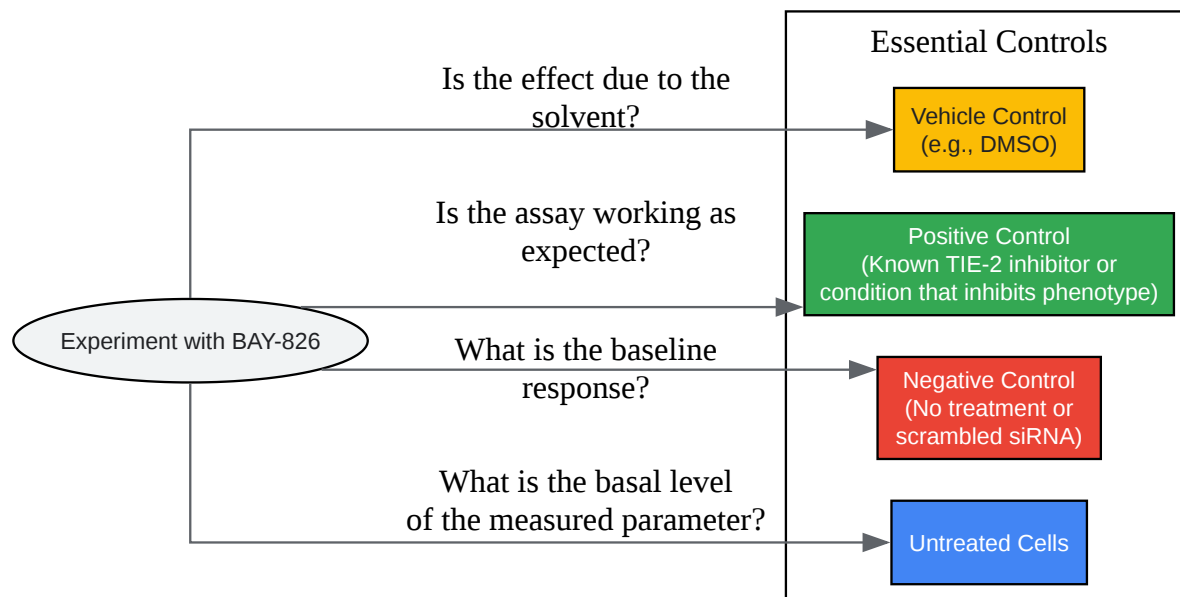 Essential Controls
Is the effect due to the
solvent?
Vehicle Control
(e.g., DMSO)
Is the assay working as
expected?
Positive Control
(Known TIE-2 inhibitor or
condition that inhibits phenotype)
Experiment with BAY-826
What is the baseline
response?
Negative Control
(No treatment or
scrambled siRNA)
What is the basal level
of the measured parameter?
Untreated Cells